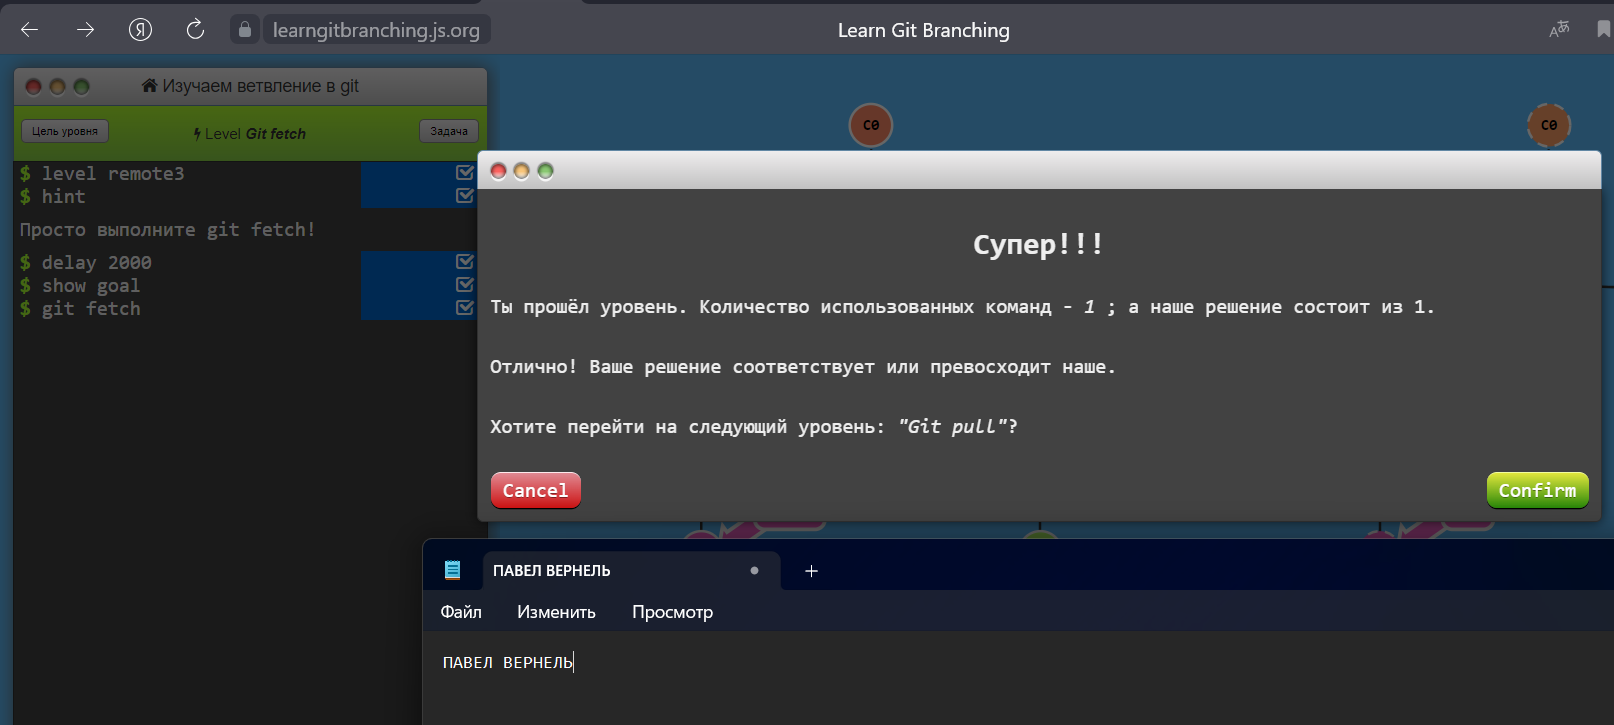 learngitbranching.js.org
Learn Git Branching
Изучаем ветвление в git
Цель уровня
Level Git fetch
Задача
$ level remote3
$ hint
Просто выполните git fetch!
$ delay 2000
$ show goal
$ git fetch
C0
C0
Супер!!!
Ты прошёл уровень. Количество использованных команд - 1 ; а наше решение состоит из 1.
Отлично! Ваше решение соответствует или превосходит наше.
Хотите перейти на следующий уровень: "Git pull"?
Cancel
Confirm
ПАВЕЛ ВЕРНЕЛЬ
Файл Изменить Просмотр
ПАВЕЛ ВЕРНЕЛЬ